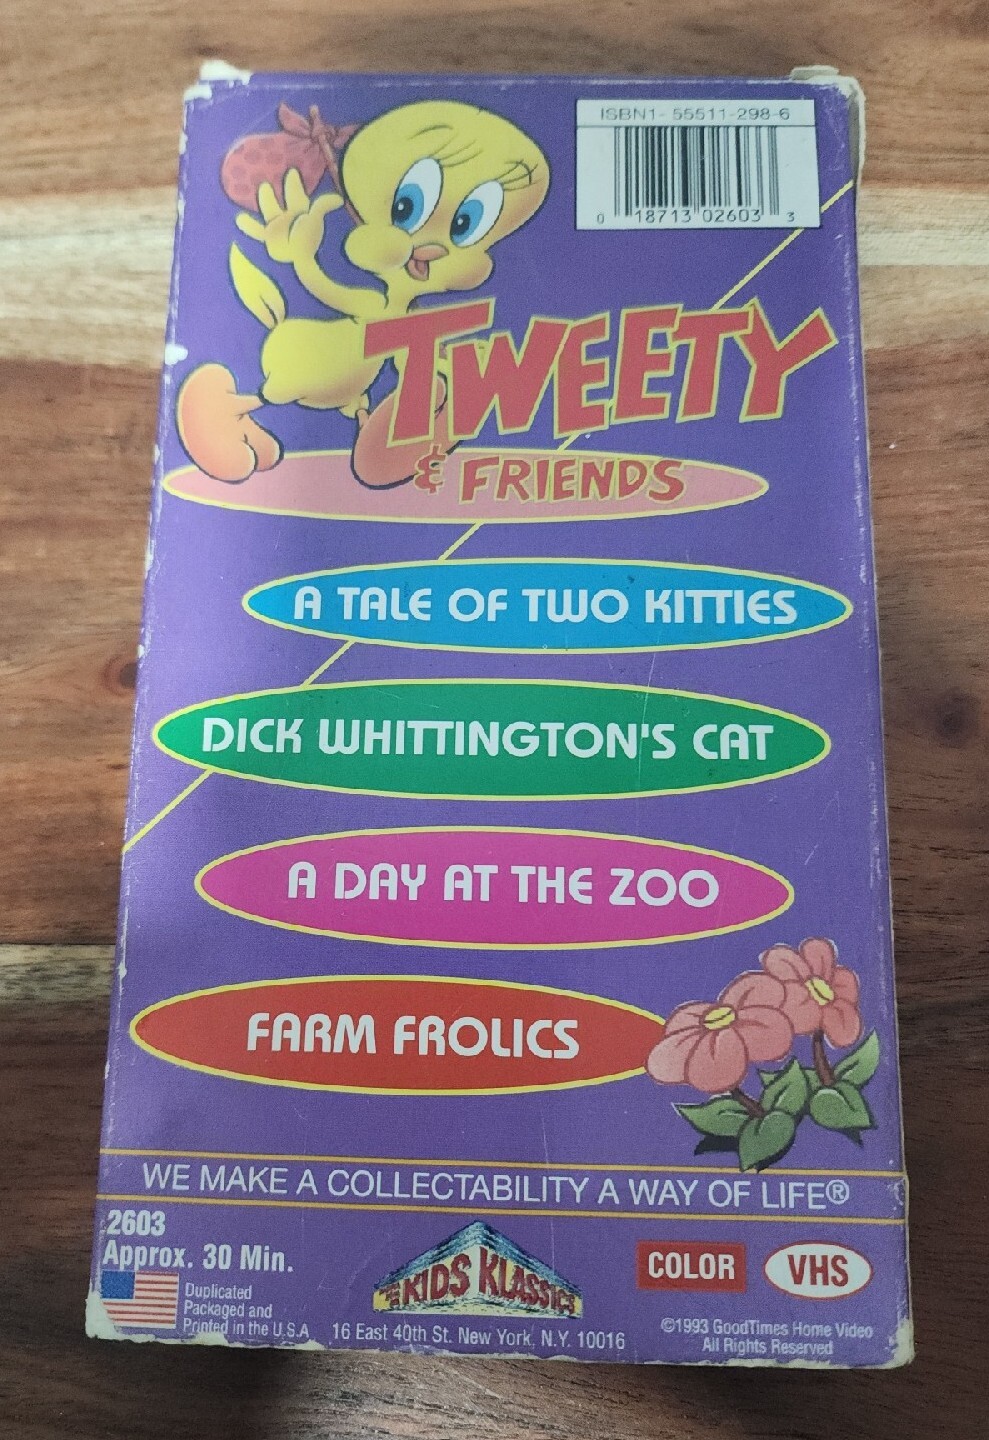 ISBN1- 55511-298-6
0 18713 02603 3
TWEETY
& FRIENDS
A TALE OF TWO KITTIES
DICK WHITTINGTON'S CAT
A DAY AT THE ZOO
FARM FROLICS
WE MAKE A COLLECTABILITY A WAY OF LIFE®
2603
Approx. 30 Min.
Duplicated
Packaged and
Printed in the U.S.A
KIDS KLASSICS
16 East 40th St. New York, N.Y. 10016
COLOR
VHS
©1993 GoodTimes Home Video
All Rights Reserved